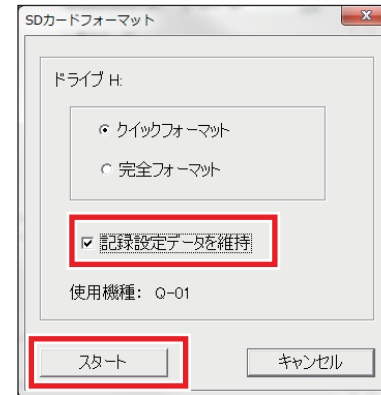 SDカードフォーマット
ドライブ H:
クイックフォーマット
完全フォーマット
記録設定データを維持
使用機種： Q-01
スタート
キャンセル